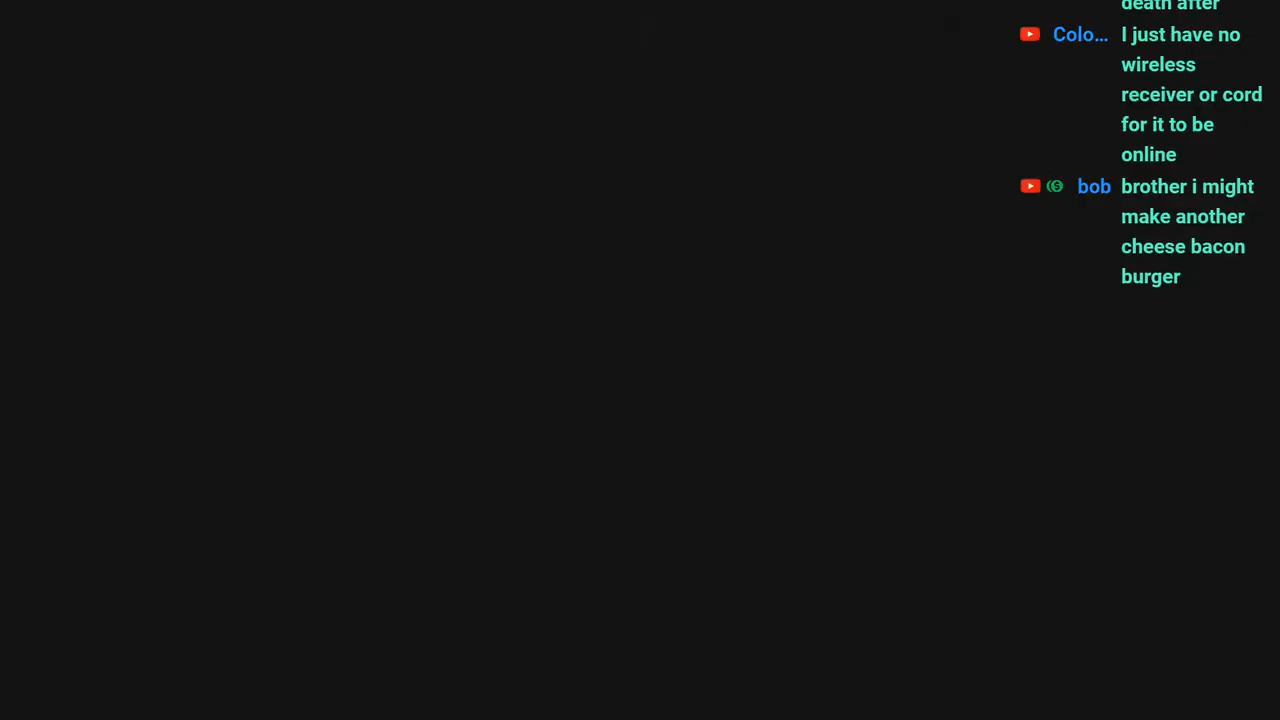 death after
Colo... I just have no
wireless
receiver or cord
for it to be
online
bob brother i might
make another
cheese bacon
burger